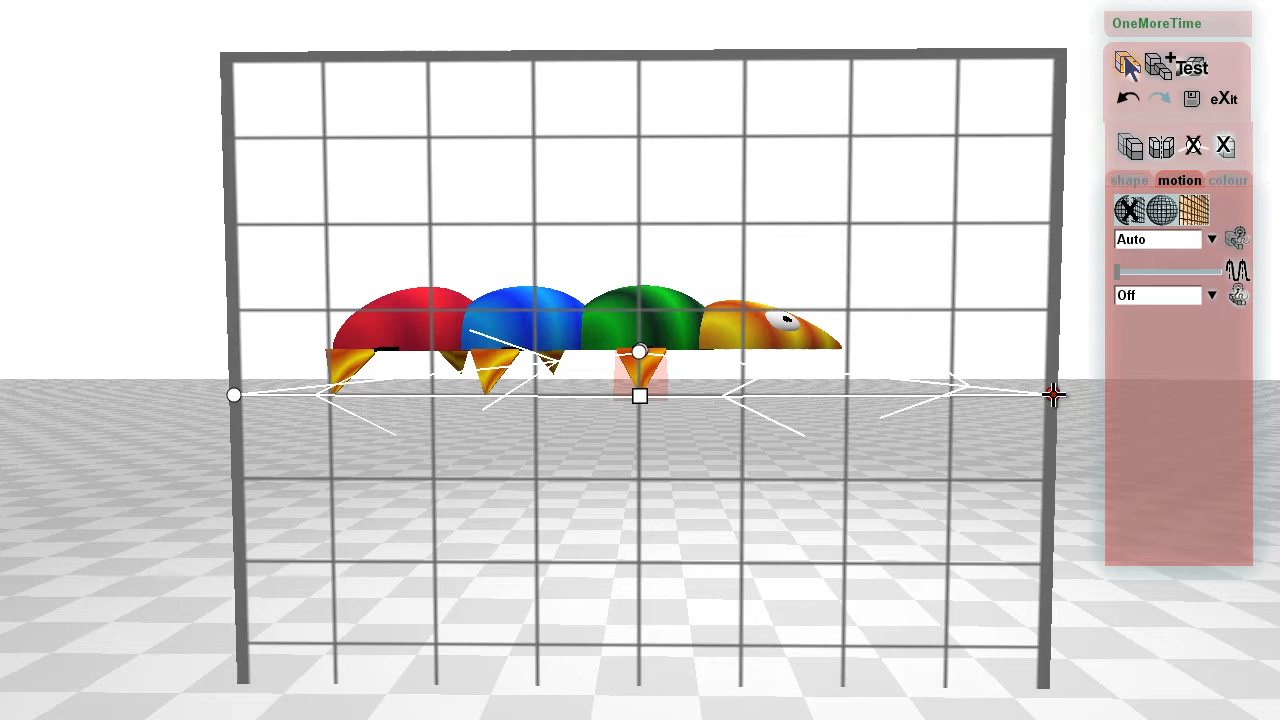 OneMoreTime
Test
eXit
X X
shape motion colour
X
Auto
Off